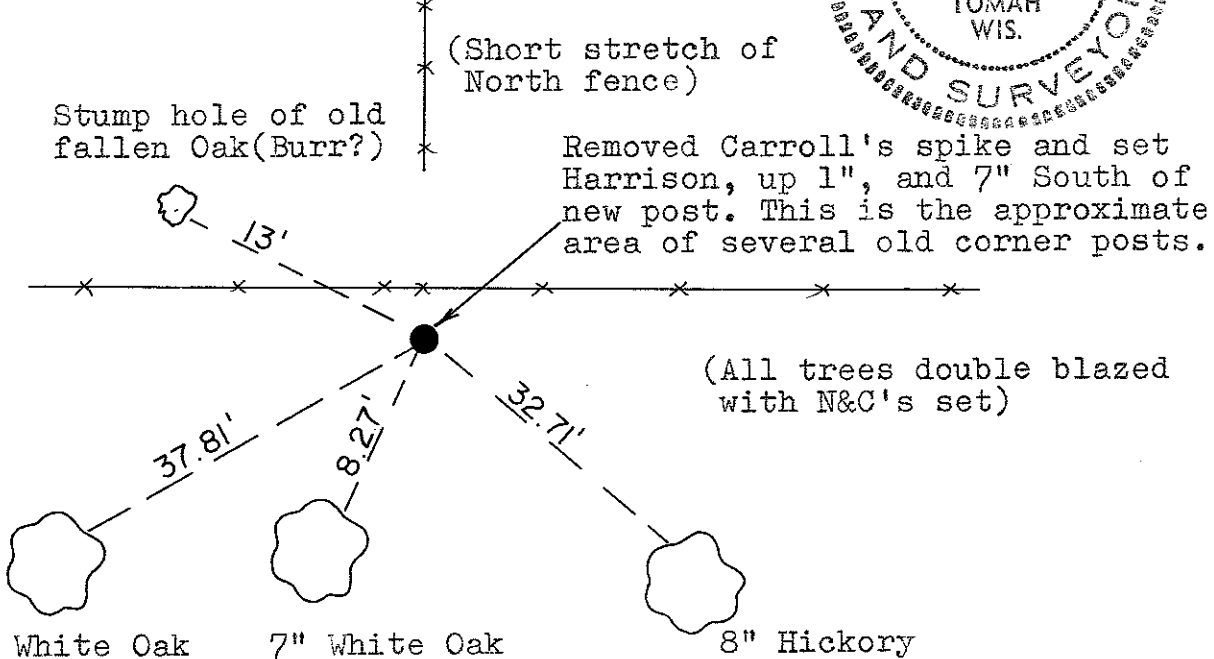 TOMAH
WIS.
AND SURVEYOR
(Short stretch of
North fence)
Stump hole of old
fallen Oak(Burr?)
Removed Carroll's spike and set
Harrison, up 1", and 7" South of
new post. This is the approximate
area of several old corner posts.
13'
(All trees double blazed
with N&C's set)
37.81'
8.27'
32.71'
White Oak
7" White Oak
8" Hickory